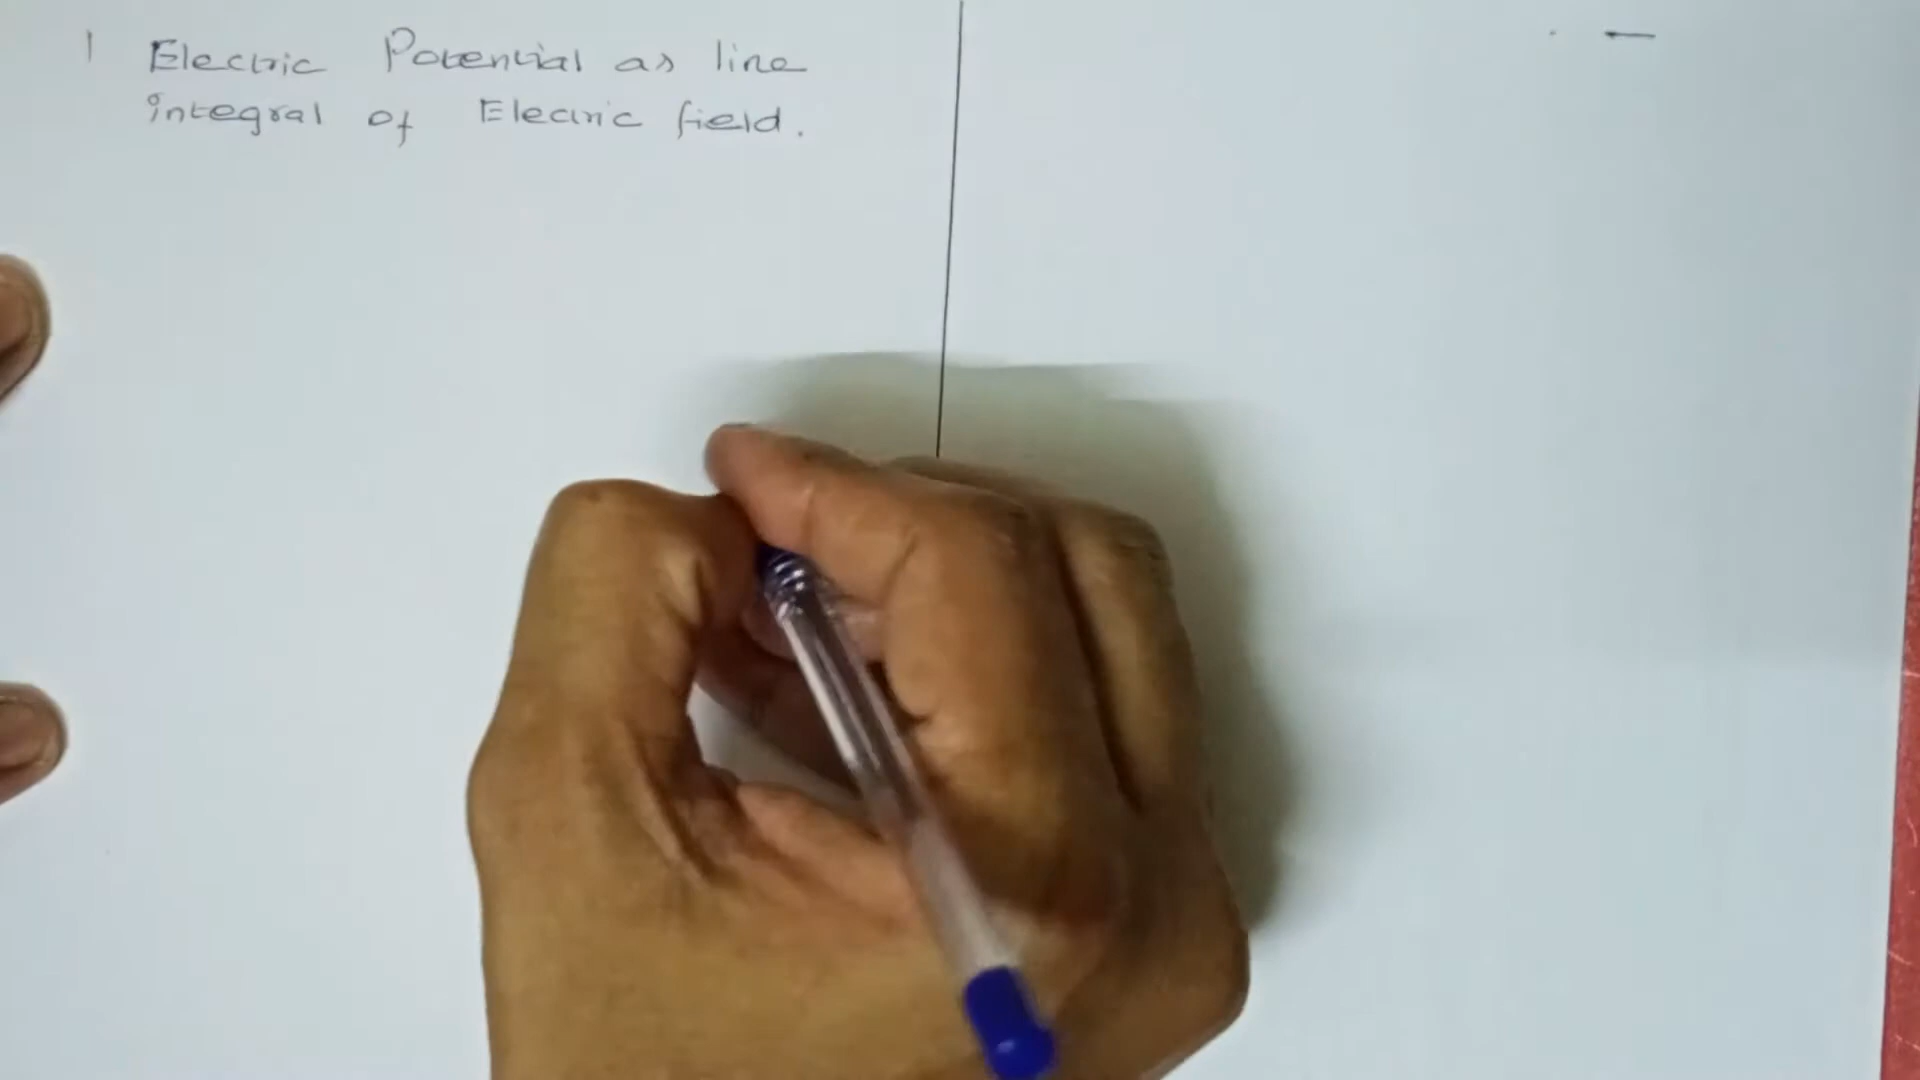 1 Electric Potential as line
integral of Electric field.